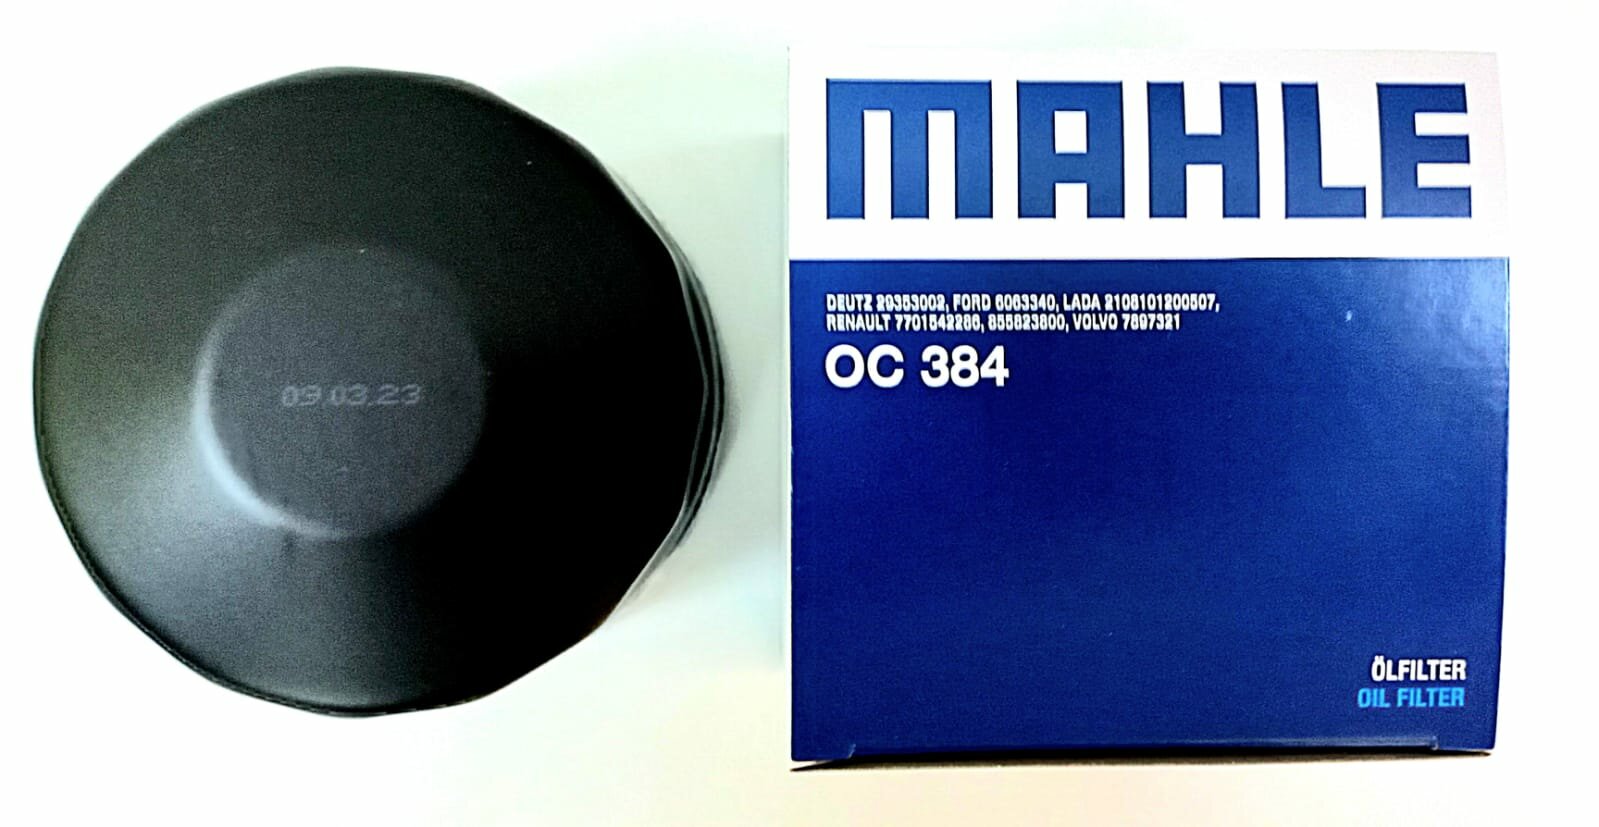 09.03.23
MAHLE
DEUTZ 29353002, FORD 6063340, LADA 2108101200507,
RENAULT 7701542286, 855823800, VOLVO 7897321
OC 384
ÖLFILTER
OIL FILTER